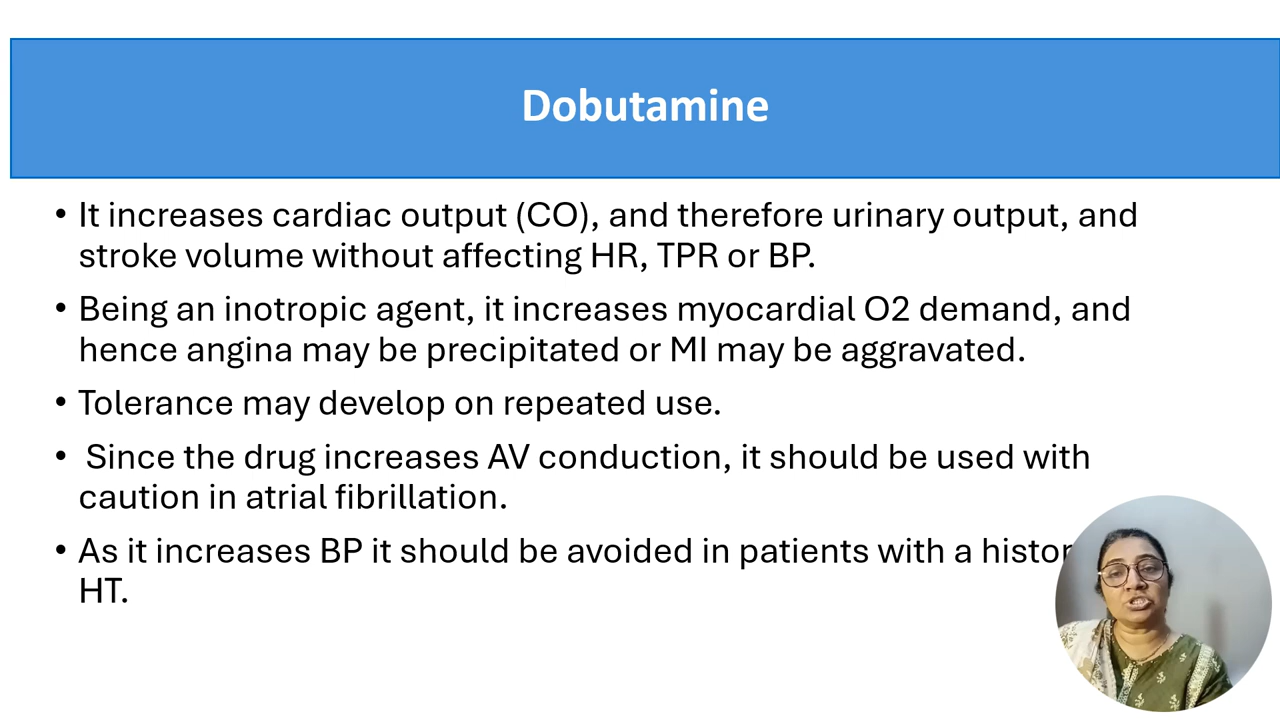 Dobutamine
• It increases cardiac output (CO), and therefore urinary output, and
stroke volume without affecting HR, TPR or BP.
• Being an inotropic agent, it increases myocardial O2 demand, and
hence angina may be precipitated or MI may be aggravated.
• Tolerance may develop on repeated use.
• Since the drug increases AV conduction, it should be used with
caution in atrial fibrillation.
• As it increases BP it should be avoided in patients with a
HT.